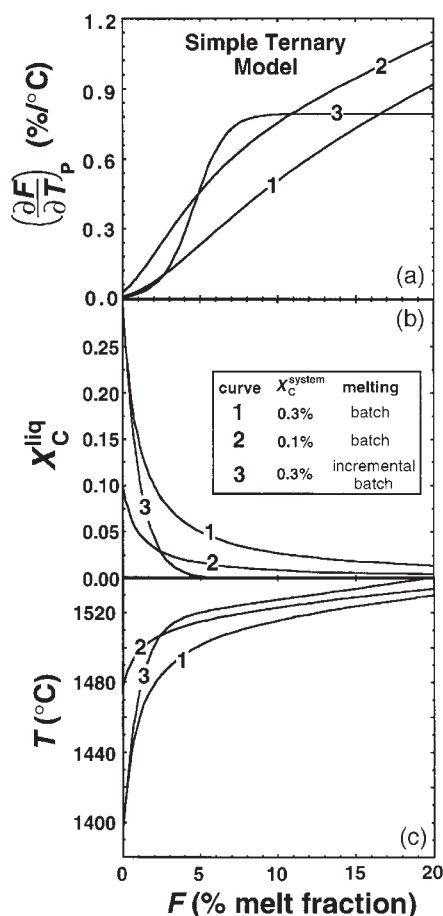 1.2
Simple Ternary
Model
2
3
1
0.9
0.6
0.3
0.0
(∂F/∂T)P (%/°C)
(a)
(b)
0.25
0.20
0.15
0.10
0.05
0.00
X_C^liq
curve X_C^system melting
1 0.3% batch
2 0.1% batch
3 0.3% incremental
batch
1
2
3
1520
1480
1440
1400
T (°C)
2
3
1
(c)
0 5 10 15 20
F (% melt fraction)